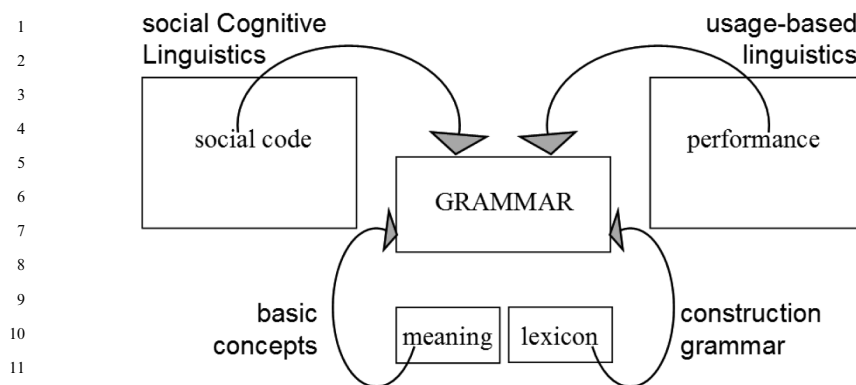 1
2
3
4
5
6
7
8
9
10
11
social Cognitive
Linguistics
usage-based
linguistics
social code
performance
GRAMMAR
basic
concepts
meaning
lexicon
construction
grammar